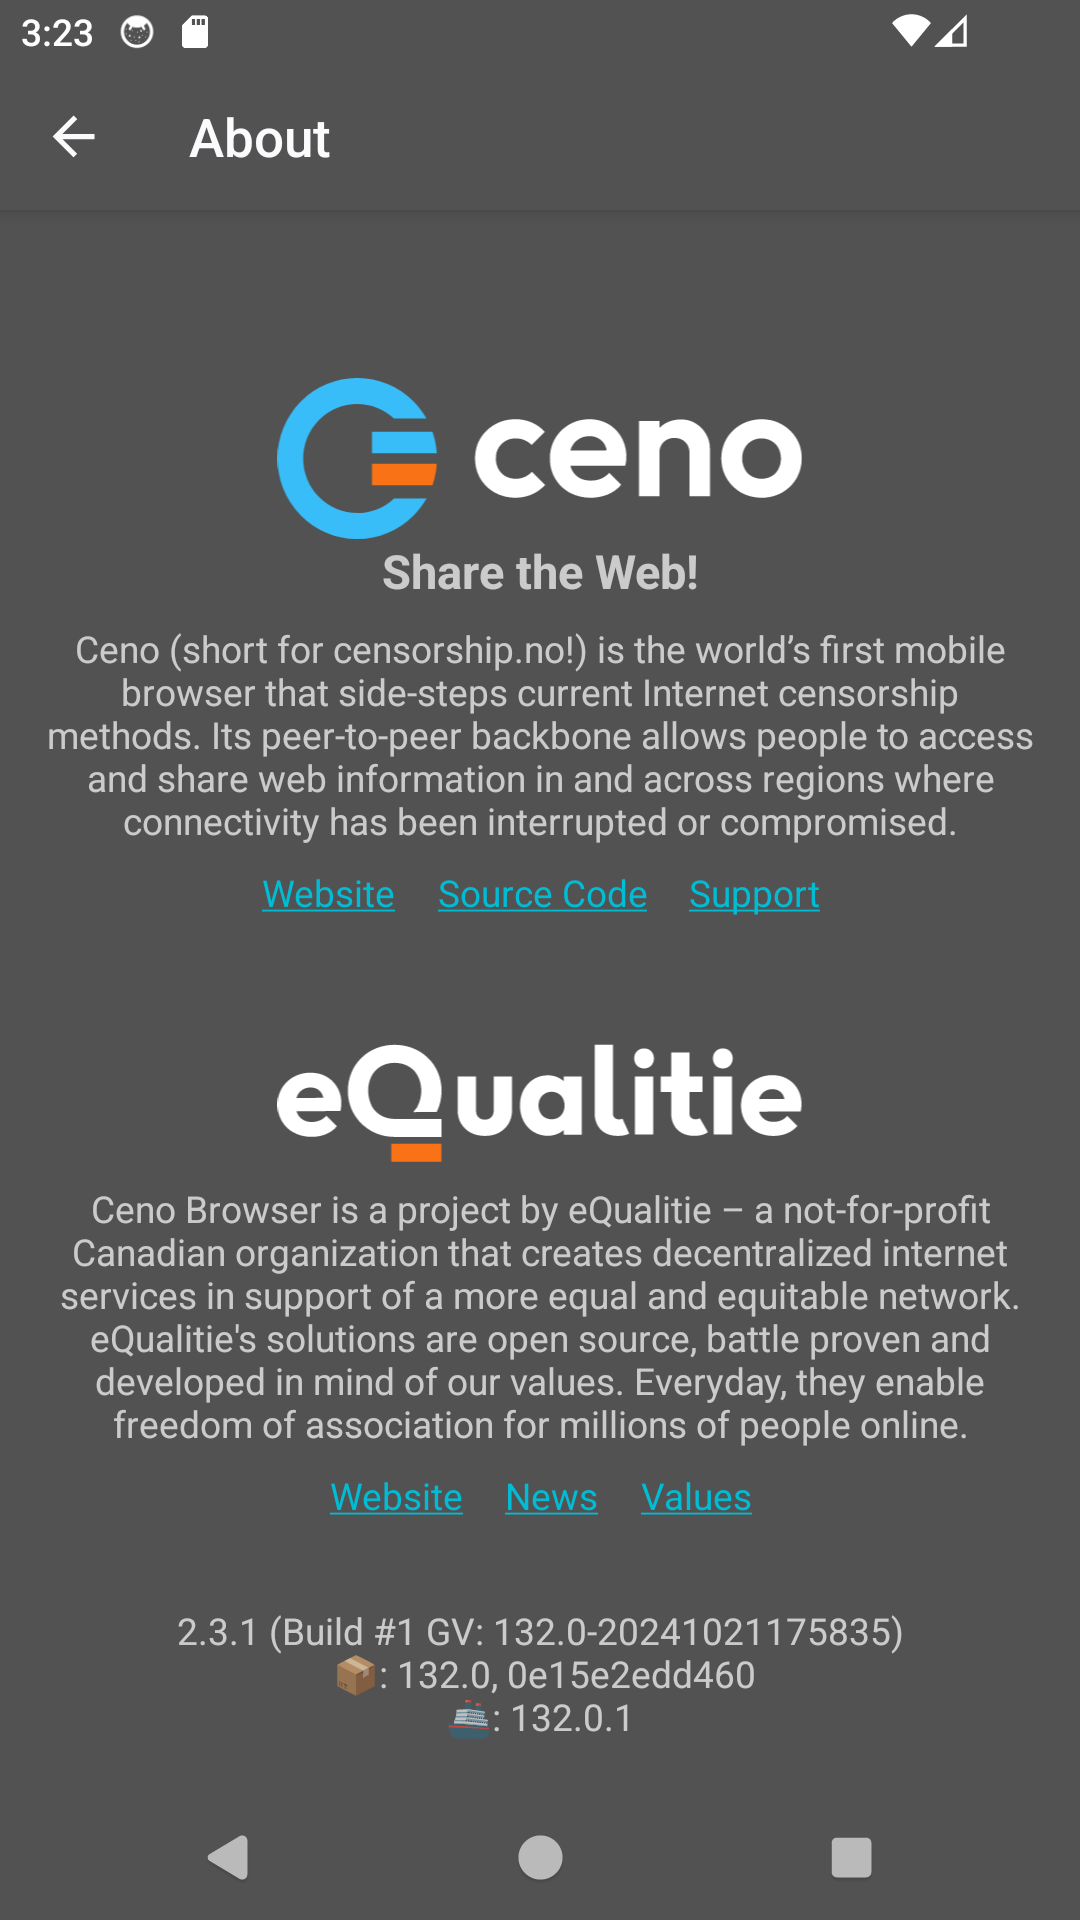 3:23
About
ceno
Share the Web!
Ceno (short for censorship.no!) is the world’s first mobile
browser that side-steps current Internet censorship
methods. Its peer-to-peer backbone allows people to access
and share web information in and across regions where
connectivity has been interrupted or compromised.
Website Source Code Support
eQualitie
Ceno Browser is a project by eQualitie – a not-for-profit
Canadian organization that creates decentralized internet
services in support of a more equal and equitable network.
eQualitie's solutions are open source, battle proven and
developed in mind of our values. Everyday, they enable
freedom of association for millions of people online.
Website News Values
2.3.1 (Build #1 GV: 132.0-20241021175835)
📦: 132.0, 0e15e2edd460
🚢: 132.0.1